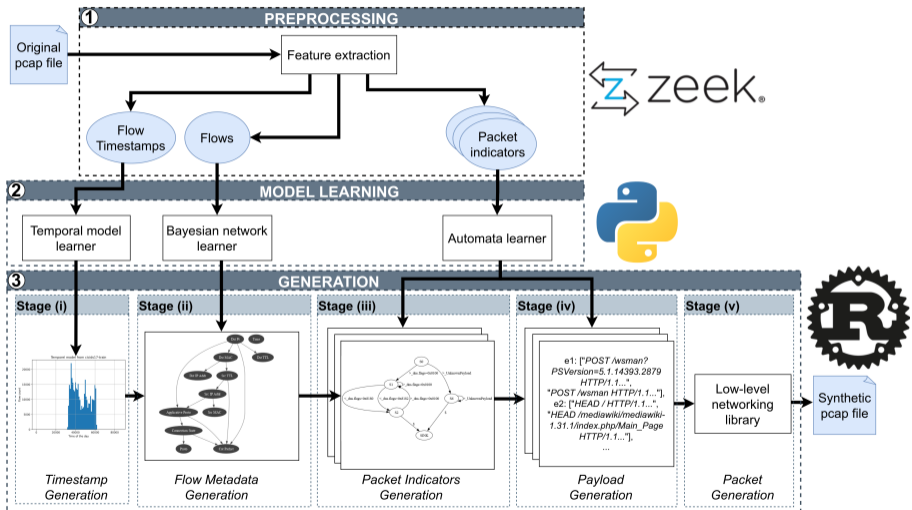 1 PREPROCESSING
Original
pcap file
Feature extraction
zeek®
Flow
Timestamps
Flows
Packet
indicators
2 MODEL LEARNING
Temporal model
learner
Bayesian network
learner
Automata learner
3 GENERATION
Stage (i)
Stage (ii)
Stage (iii)
Stage (iv)
Stage (v)
R
e1: ["POST /wsman?
PSVersion=5.1.14393.2879
HTTP/1.1...",
"POST /wsman HTTP/1.1..."],
e2: ["HEAD / HTTP/1.1...",
"HEAD /mediawiki/mediawiki-
1.31.1/index.php/Main_Page
HTTP/1.1..."],
...
Low-level
networking
library
Synthetic
pcap file
Timestamp
Generation
Flow Metadata
Generation
Packet Indicators
Generation
Payload
Generation
Packet
Generation